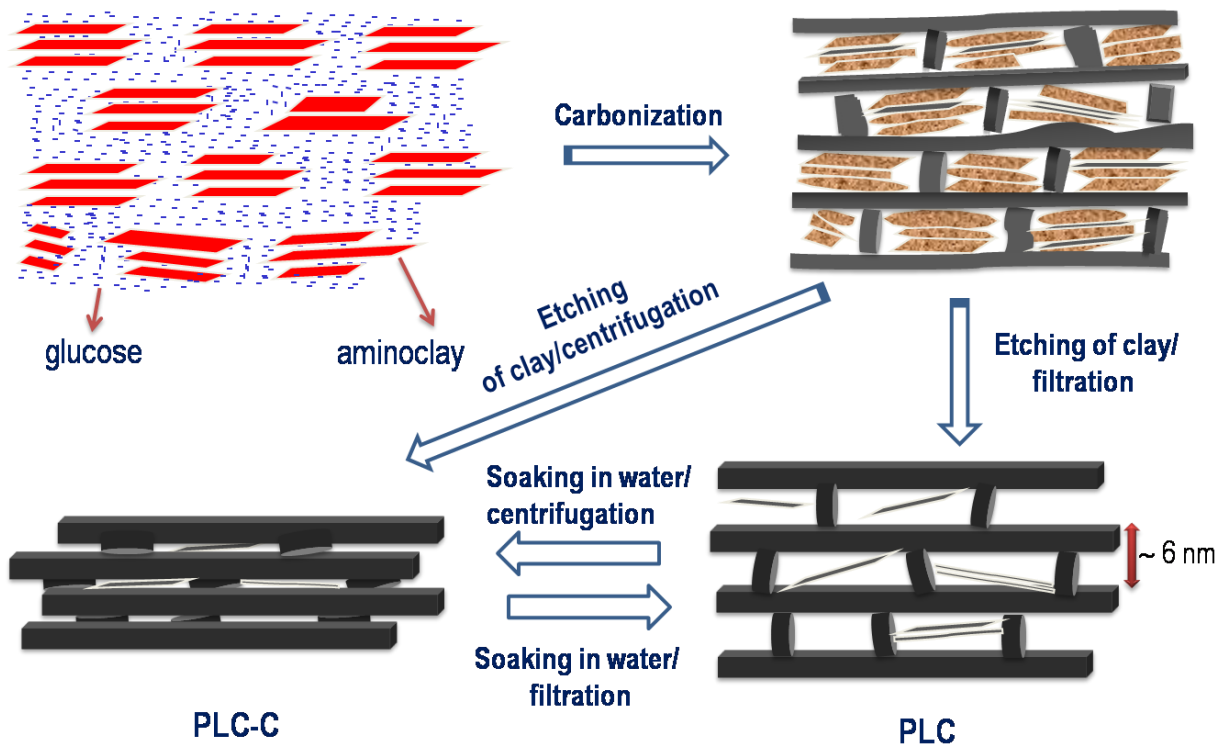 Carbonization
glucose
aminoclay
Etching
of clay/centrifugation
Etching of clay/
filtration
Soaking in water/
centrifugation
~ 6 nm
Soaking in water/
filtration
PLC-C
PLC